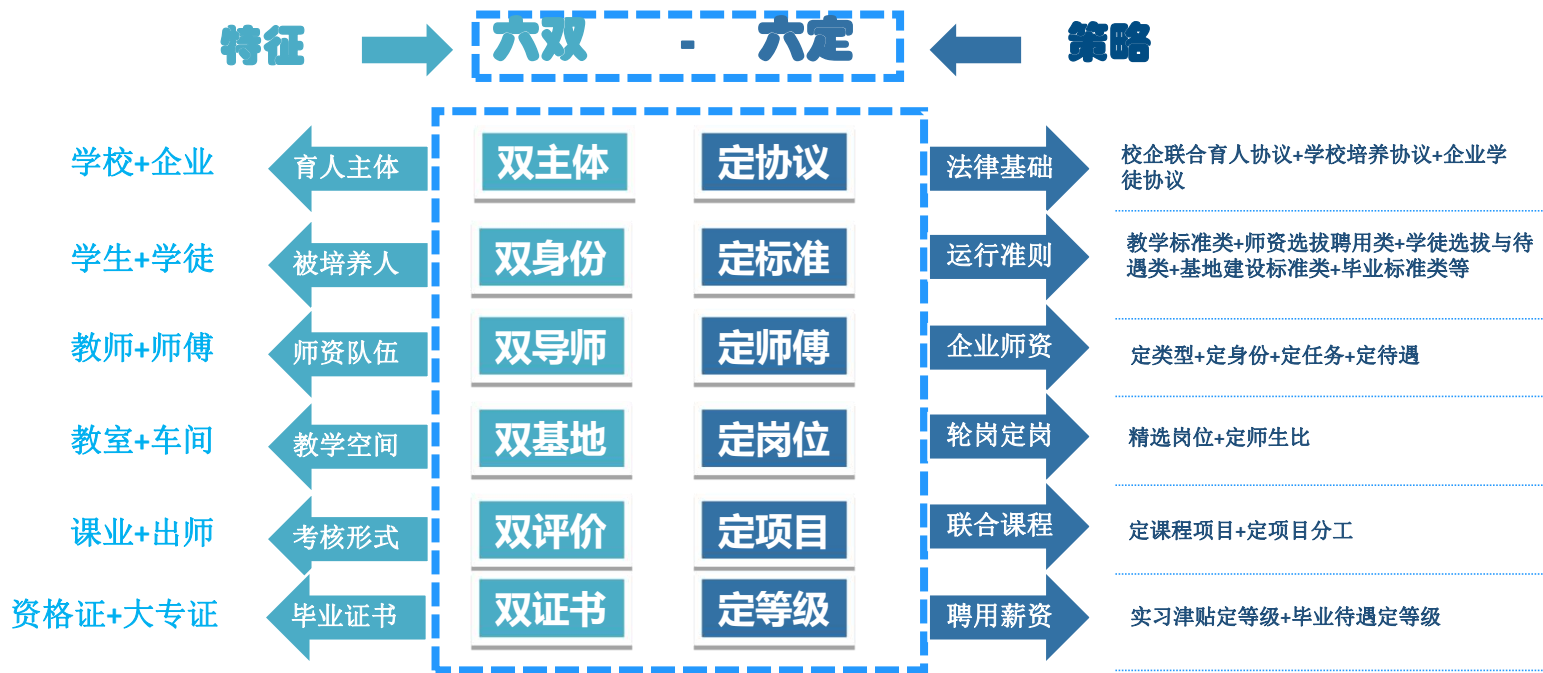 特征 六双 - 六定 策略
学校+企业 育人主体 双主体 定协议 法律基础 校企联合育人协议+学校培养协议+企业学
徒协议
学生+学徒 被培养人 双身份 定标准 运行准则 教学标准类+师资选拔聘用类+学徒选拔与待
遇类+基地建设标准类+毕业标准类等
教师+师傅 师资队伍 双导师 定师傅 企业师资 定类型+定身份+定任务+定待遇
教室+车间 教学空间 双基地 定岗位 轮岗定岗 精选岗位+定师生比
课业+出师 考核形式 双评价 定项目 联合课程 定课程项目+定项目分工
资格证+大专证 毕业证书 双证书 定等级 聘用薪资 实习津贴定等级+毕业待遇定等级